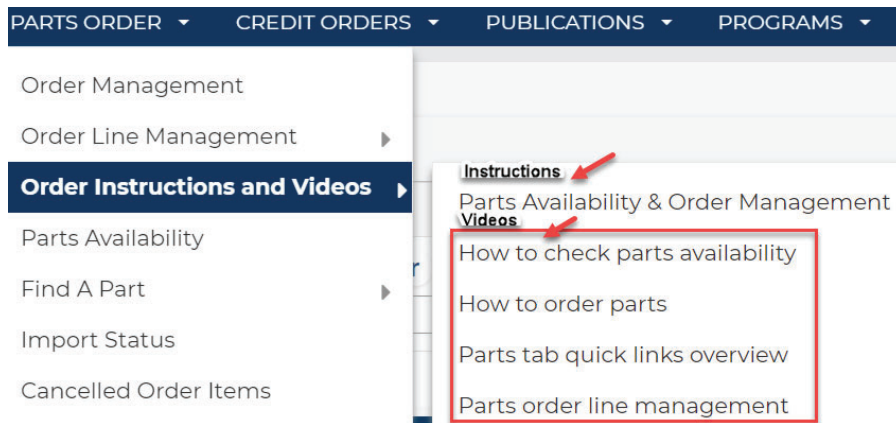 PARTS ORDER CREDIT ORDERS PUBLICATIONS PROGRAMS
Order Management
Order Line Management
Order Instructions and Videos
Parts Availability
Find A Part
Import Status
Cancelled Order Items
Instructions
Parts Availability & Order Management
Videos
How to check parts availability
How to order parts
Parts tab quick links overview
Parts order line management
r